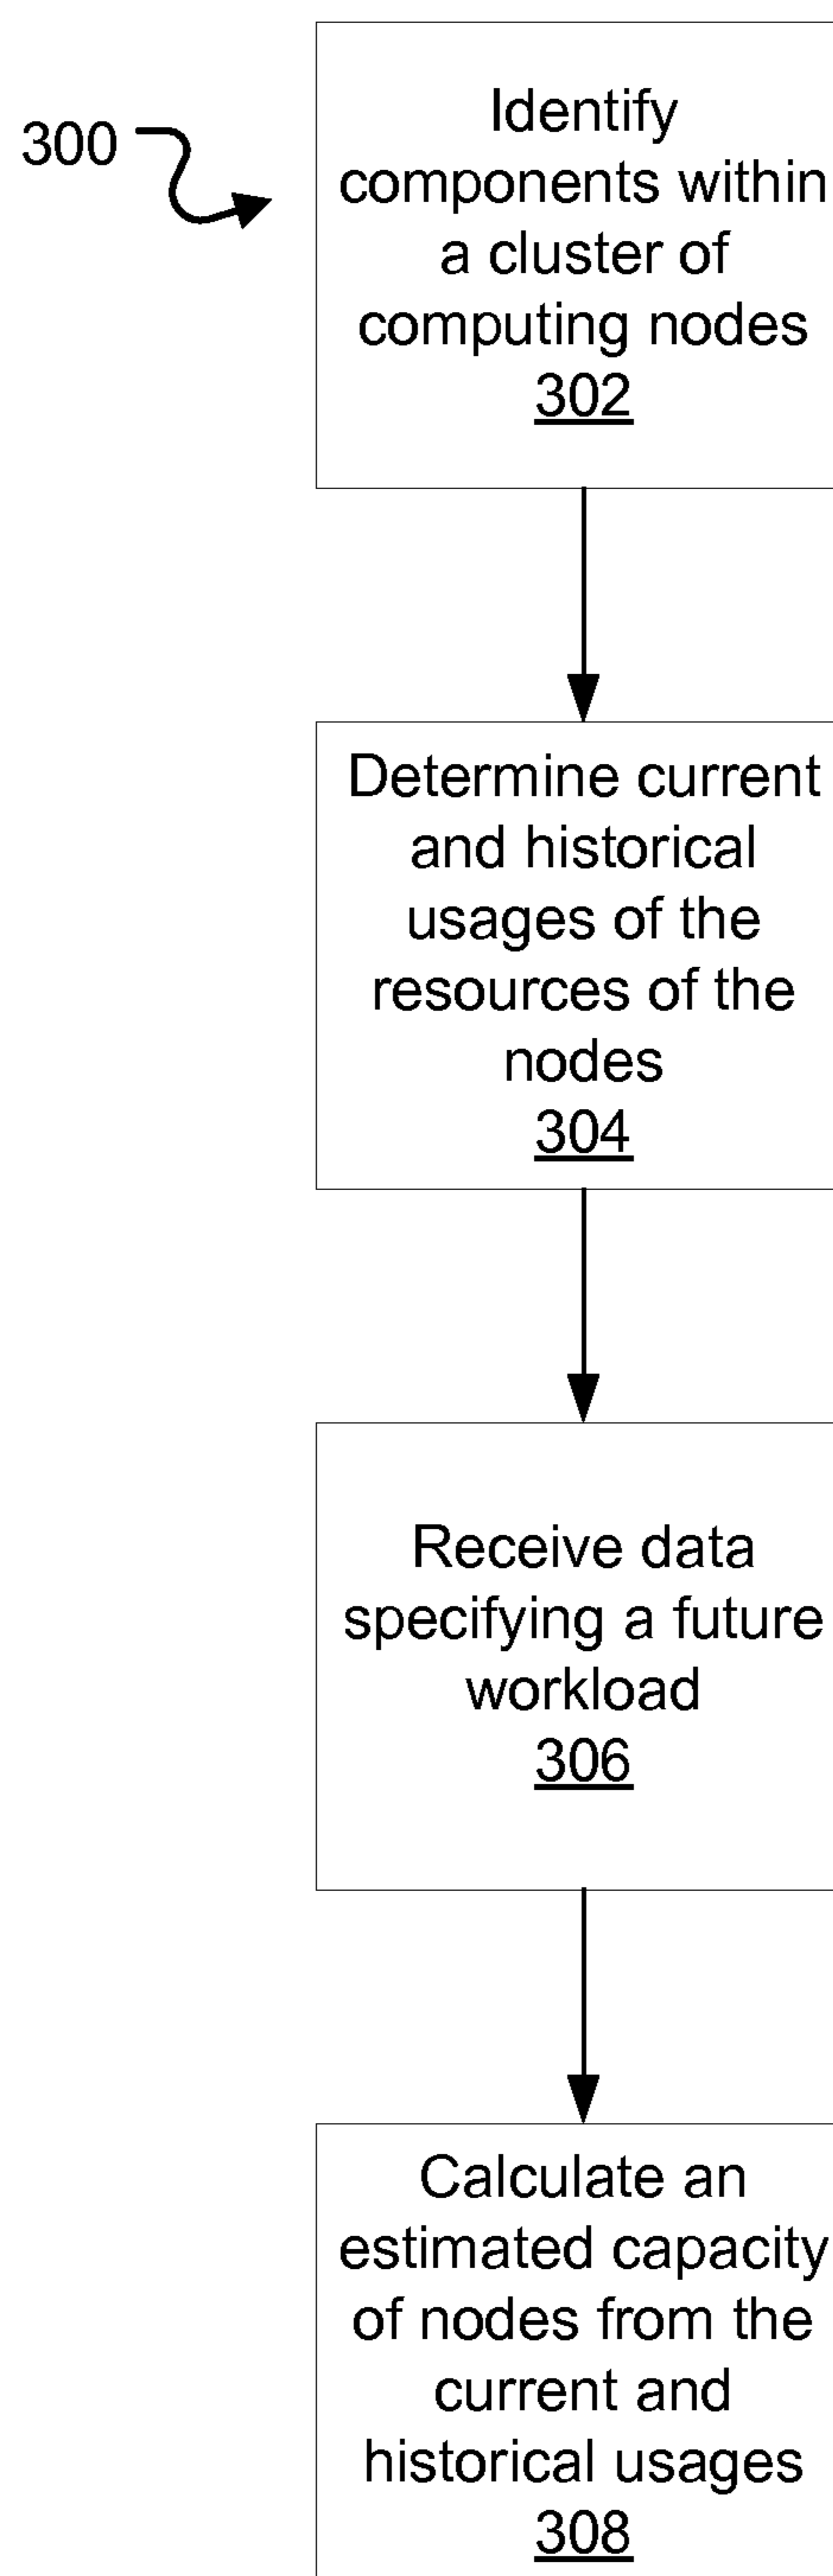 300
Identify
components within
a cluster of
computing nodes
302
Determine current
and historical
usages of the
resources of the
nodes
304
Receive data
specifying a future
workload
306
Calculate an
estimated capacity
of nodes from the
current and
historical usages
308